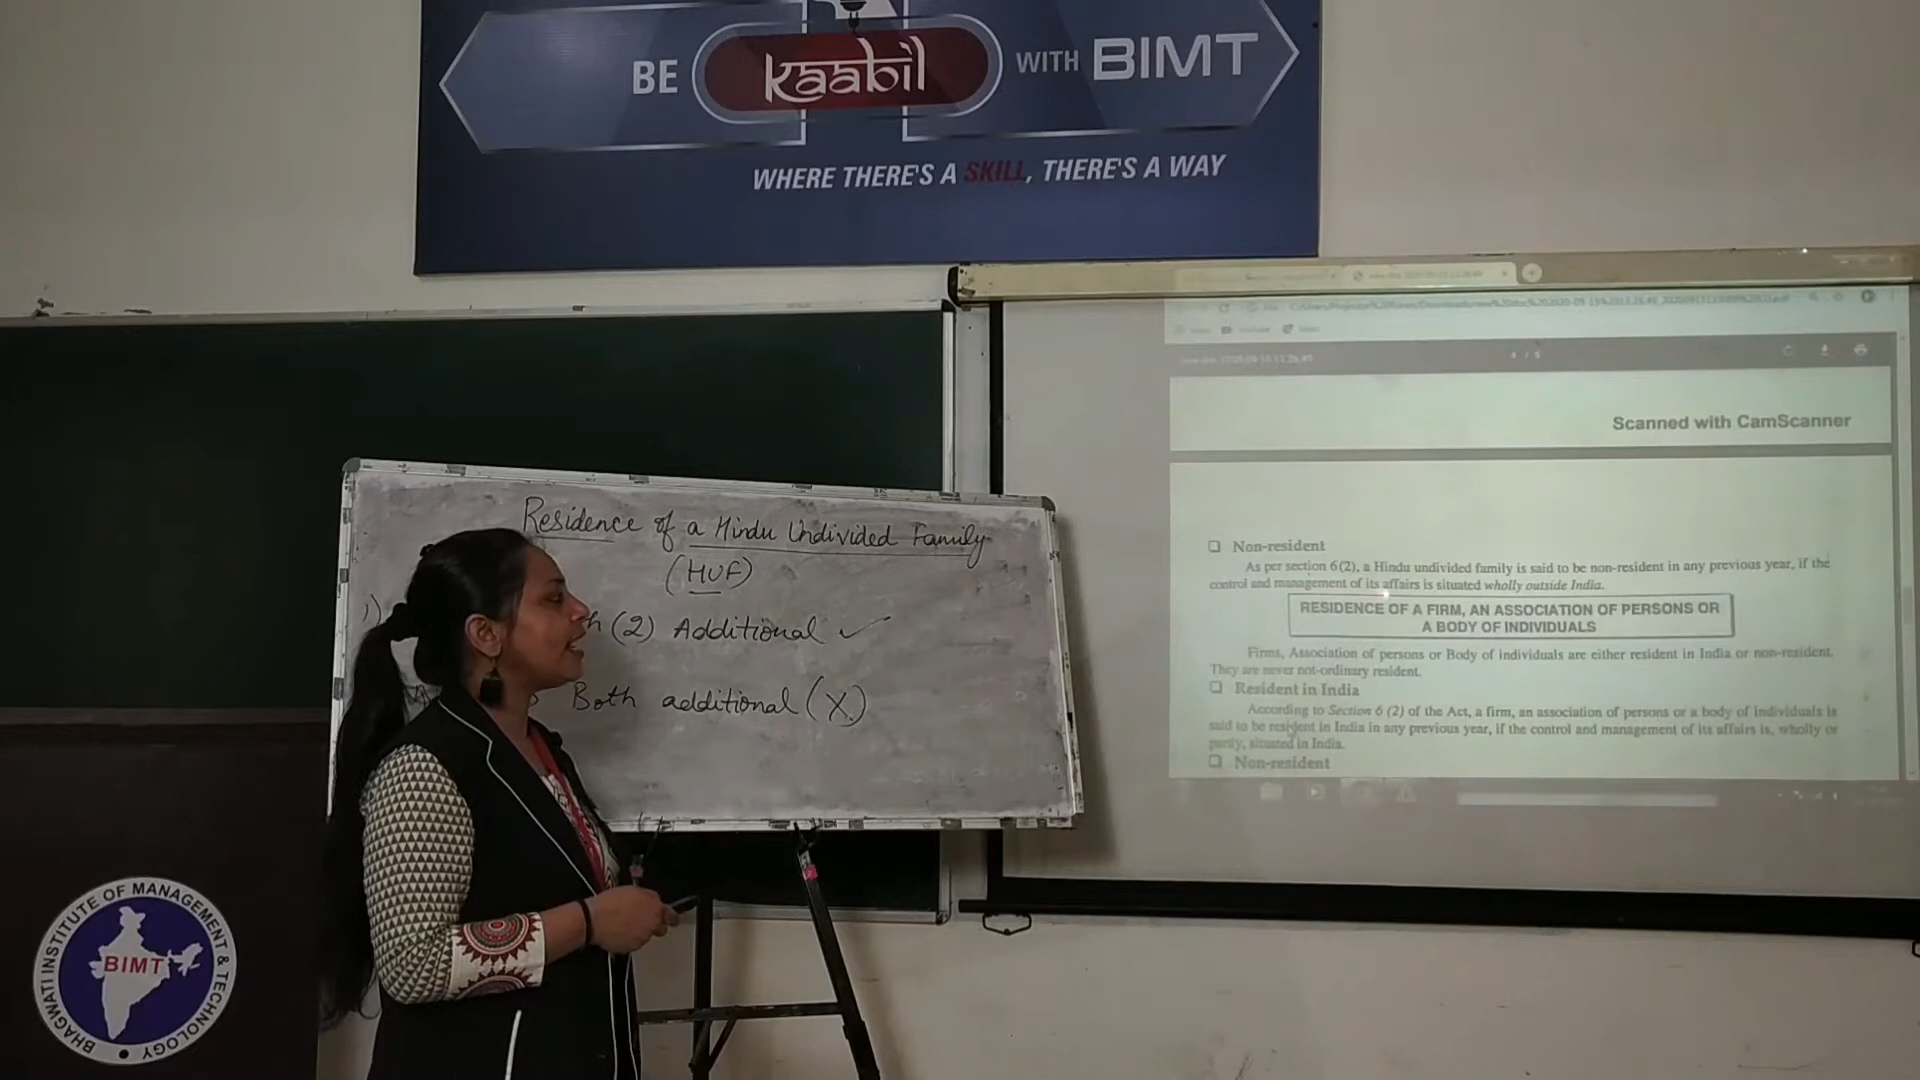 BE kaabil WITH BIMT
WHERE THERE'S A SKILL, THERE'S A WAY
Residence of a Hindu Undivided Family
(HUF)
1)
(2) Additional ✓
Both additional (X)
Scanned with CamScanner
❑ Non-resident
As per section 6(2), a Hindu undivided family is said to be non-resident in any previous year, if the
control and management of its affairs is situated wholly outside India.
RESIDENCE OF A FIRM, AN ASSOCIATION OF PERSONS OR
A BODY OF INDIVIDUALS
Firms, Association of persons or Body of individuals are either resident in India or non-resident.
They are never not-ordinary resident.
❑ Resident in India
According to Section 6 (2) of the Act, a firm, an association of persons or a body of individuals is
said to be resident in India in any previous year, if the control and management of its affairs is, wholly or
partly, situated in India.
❑ Non-resident
BHAGWATI INSTITUTE OF MANAGEMENT & TECHNOLOGY
BIMT